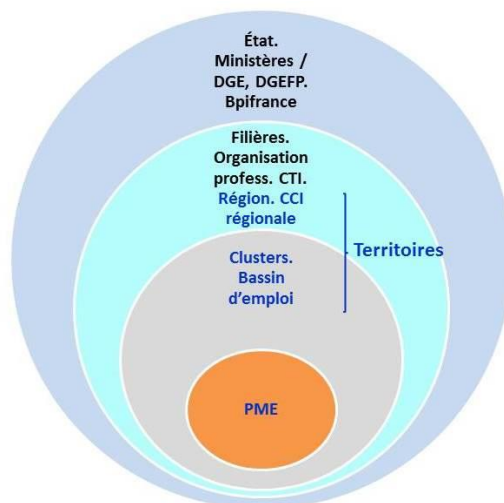 État.
Ministères /
DGE, DGEFP.
Bpifrance
Filières.
Organisation
profess. CTI.
Région. CCI
régionale
Territoires
Clusters.
Bassin
d'emploi
PME